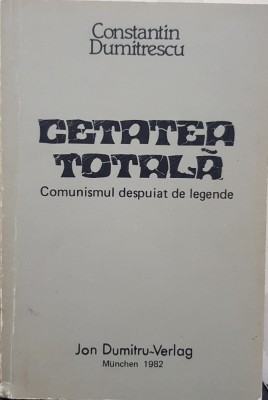 Constantin
Dumitrescu
CETATEA
TOTALĂ
Comunismul despuiat de legende
Jon Dumitru-Verlag
München 1982